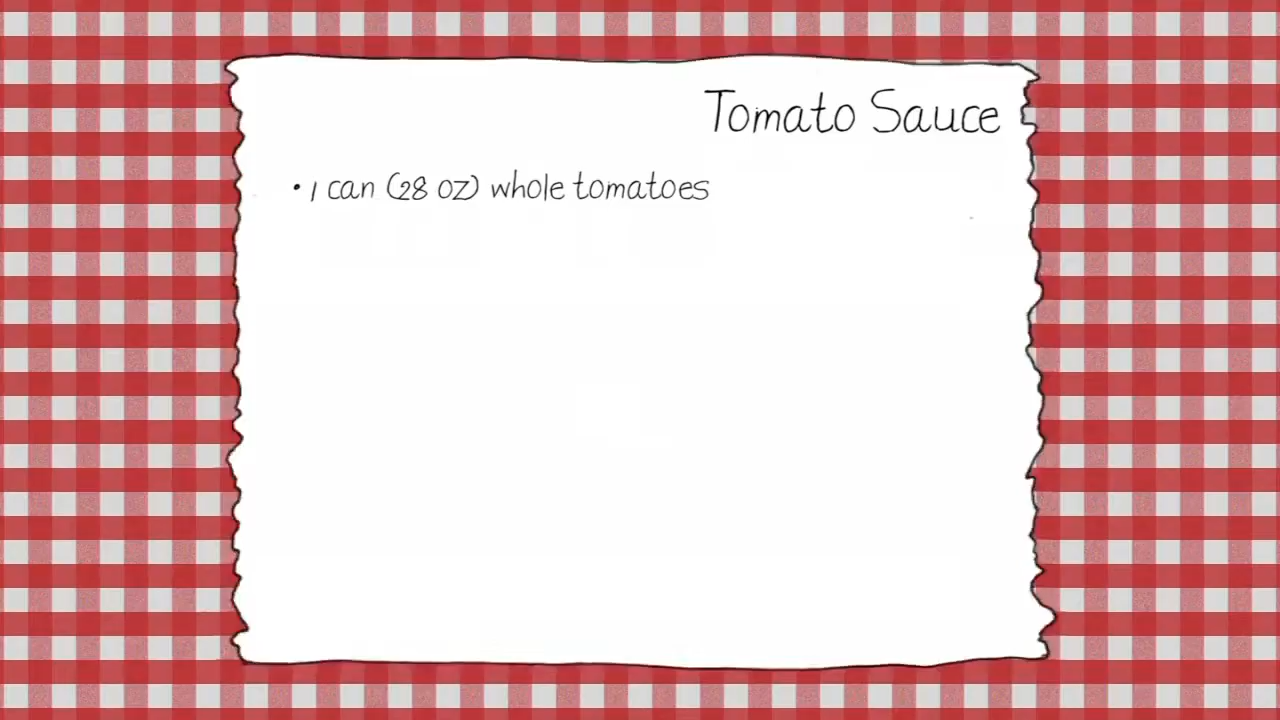 Tomato Sauce
• 1 can (28 oz) whole tomatoes